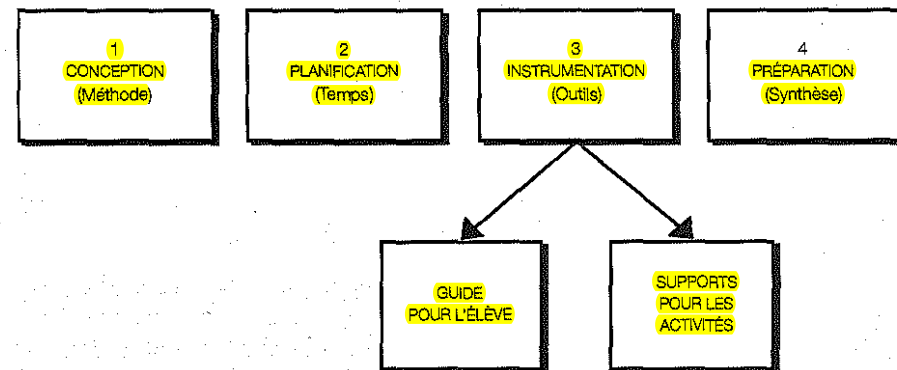 1
CONCEPTION
(Méthode)
2
PLANIFICATION
(Temps)
3
INSTRUMENTATION
(Outils)
4
PRÉPARATION
(Synthèse)
GUIDE
POUR L'ÉLÈVE
SUPPORTS
POUR LES
ACTIVITÉS